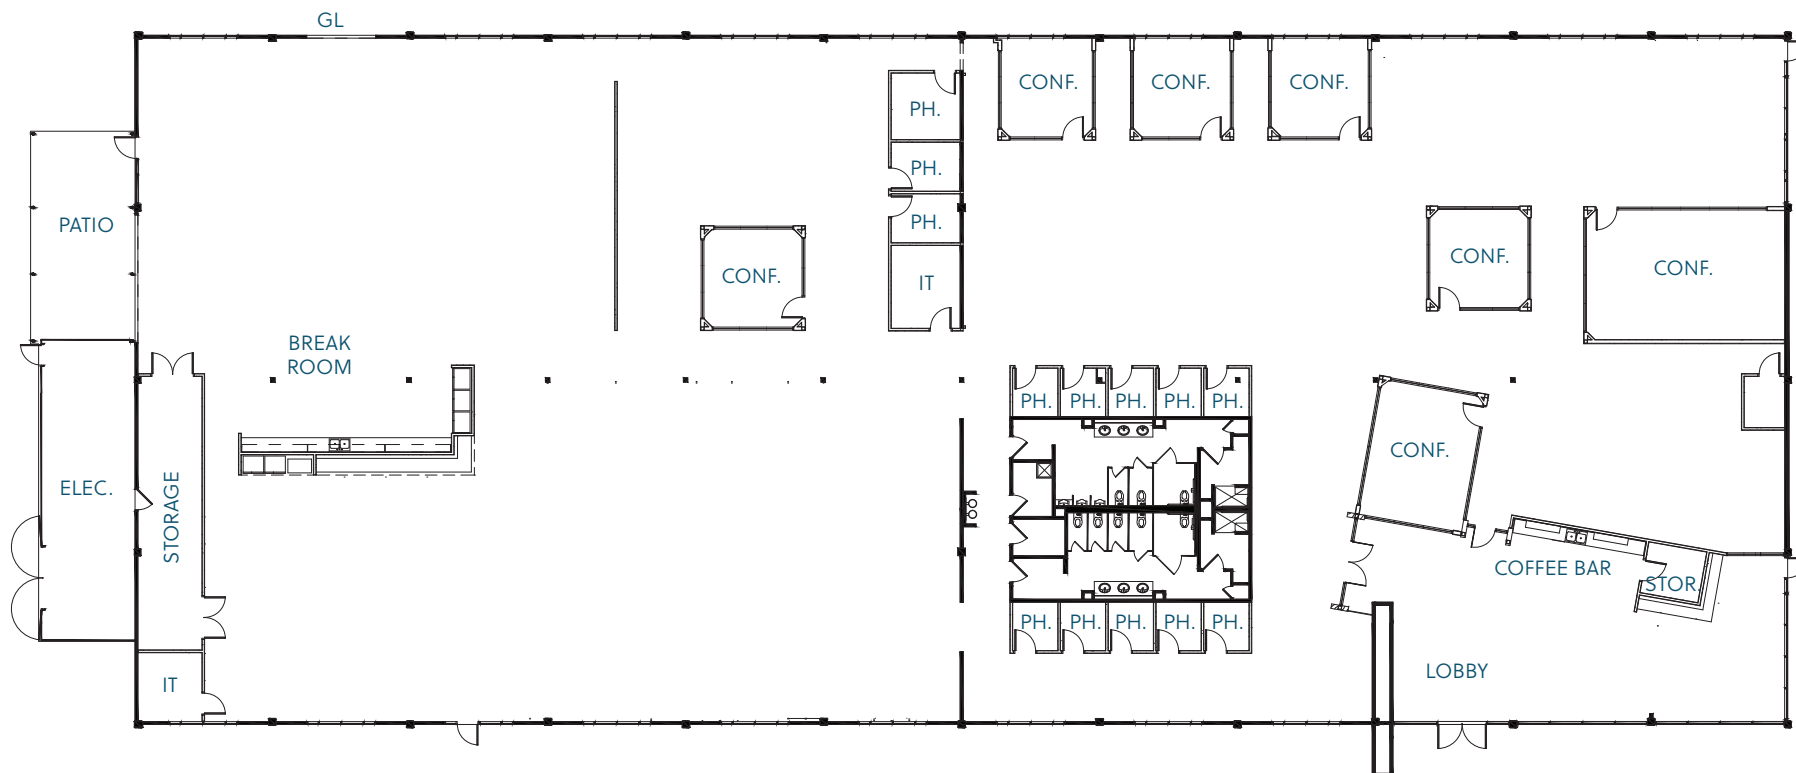 GL
CONF.
CONF.
CONF.
PH.
PH.
PH.
PATIO
CONF.
CONF.
CONF.
IT
BREAK
ROOM
PH.
PH.
PH.
PH.
PH.
CONF.
ELEC.
STORAGE
COFFEE BAR
STOR.
PH.
PH.
PH.
PH.
PH.
LOBBY
IT